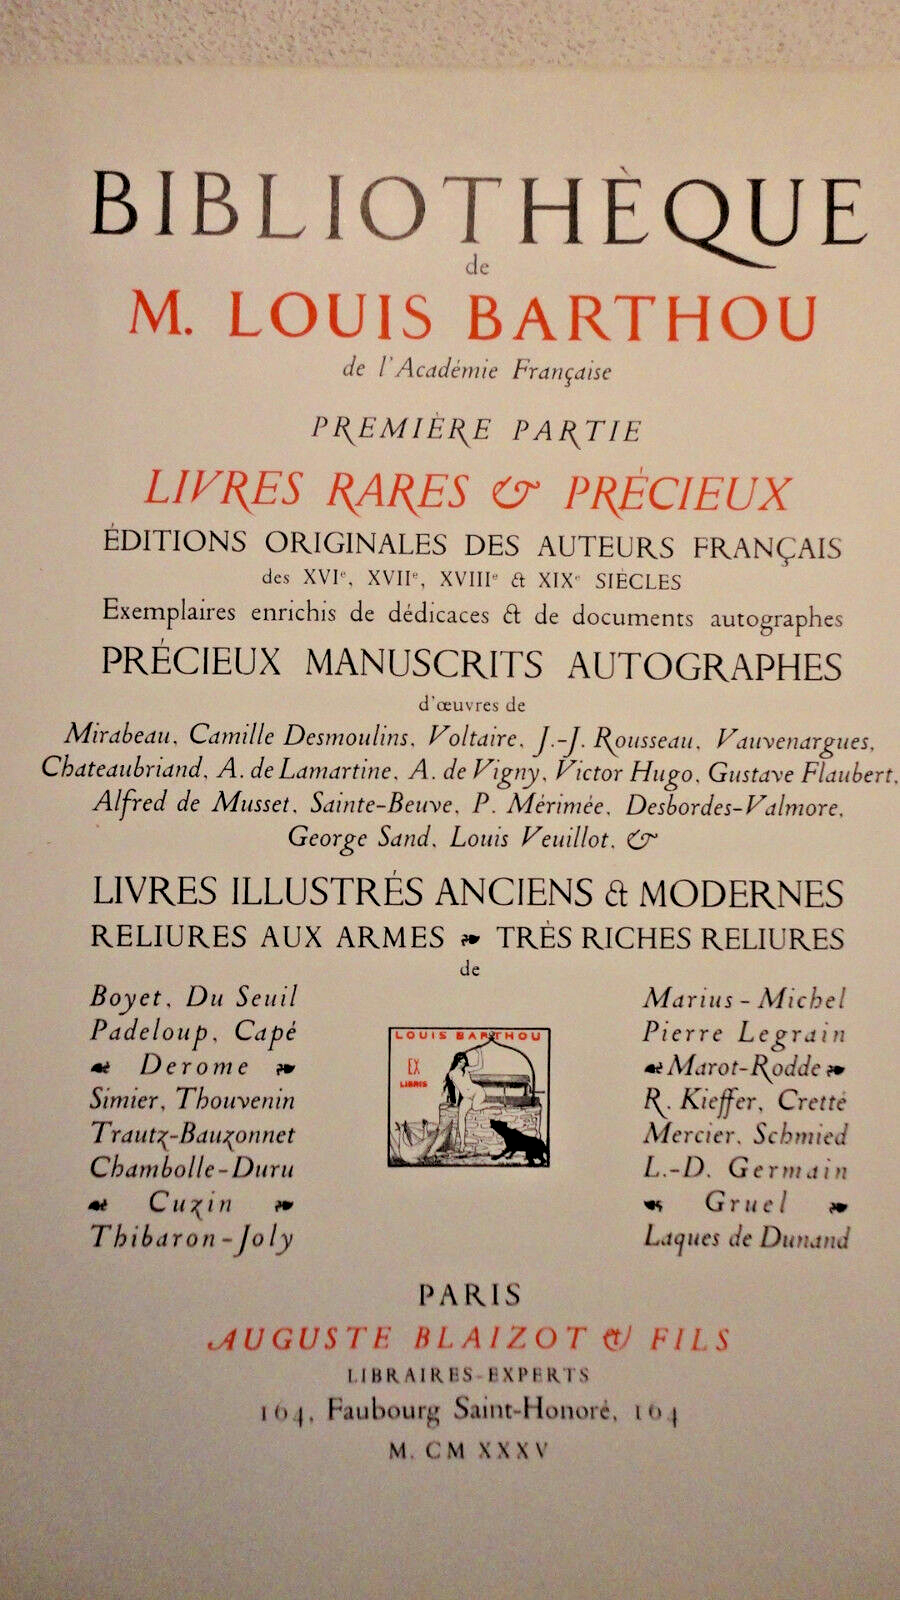 BIBLIOTHÈQUE
de
M. LOUIS BARTHOU
de l'Académie Française
PREMIÈRE PARTIE
LIVRES RARES & PRÉCIEUX
ÉDITIONS ORIGINALES DES AUTEURS FRANÇAIS
des XVIe, XVIIe, XVIIIe & XIXe SIÈCLES
Exemplaires enrichis de dédicaces & de documents autographes
PRÉCIEUX MANUSCRITS AUTOGRAPHES
d'œuvres de
Mirabeau, Camille Desmoulins, Voltaire, J.-J. Rousseau, Vauvenargues,
Chateaubriand, A. de Lamartine, A. de Vigny, Victor Hugo, Gustave Flaubert,
Alfred de Musset, Sainte-Beuve, P. Mérimée, Desbordes-Valmore,
George Sand, Louis Veuillot, &
LIVRES ILLUSTRÉS ANCIENS & MODERNES
RELIURES AUX ARMES ❧ TRÈS RICHES RELIURES
de
Boyet, Du Seuil
Padeloup, Capé
Derome
Simier, Thouvenin
Trautz-Bauzonnet
Chambolle-Duru
Cuzin
Thibaron-Joly
LOUIS BARTHOU
EX
LIBRIS
Marius-Michel
Pierre Legrain
Marot-Rodde
R. Kieffer, Cretté
Mercier, Schmied
L.-D. Germain
Gruel
Laques de Dunand
PARIS
AUGUSTE BLAIZOT & FILS
LIBRAIRES-EXPERTS
164, Faubourg Saint-Honoré, 164
M. CM XXXV